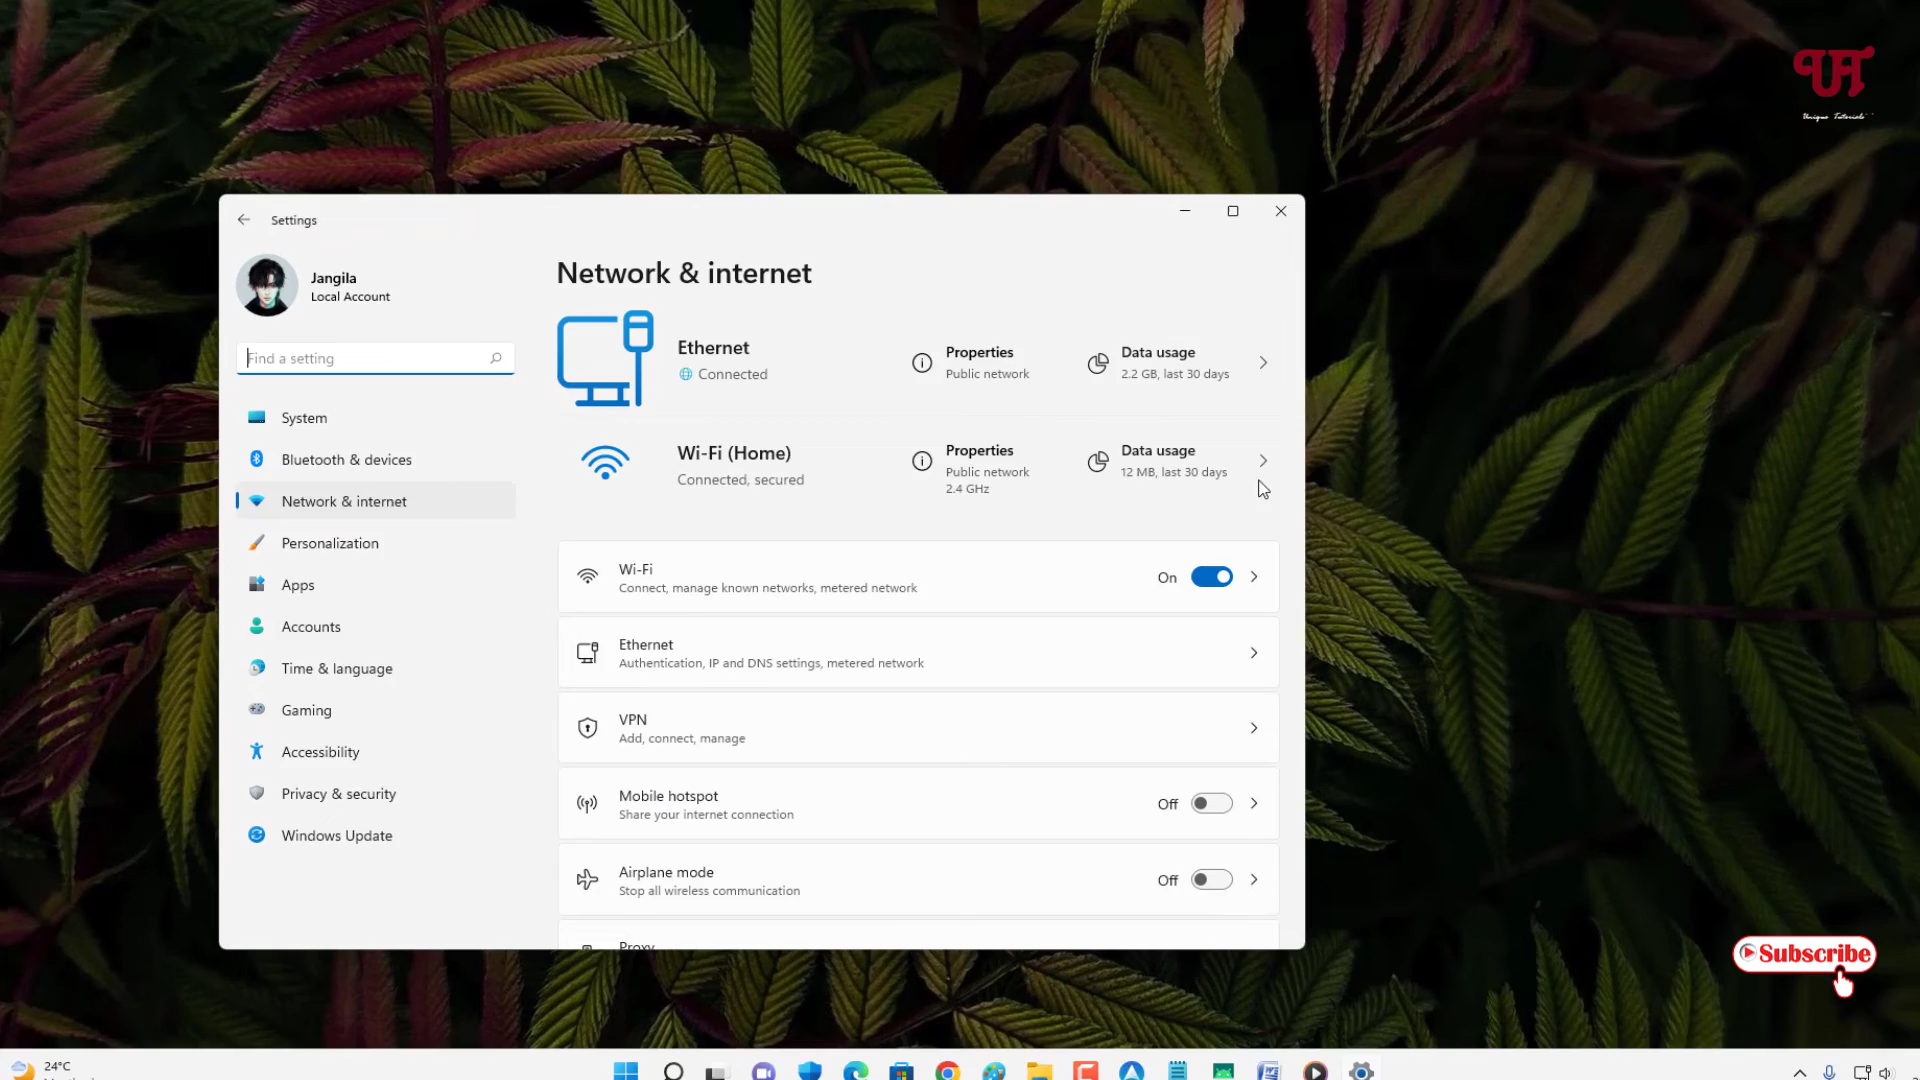 UT
Unique Tutorials
Settings
Jangila
Local Account
Find a setting
System
Bluetooth & devices
Network & internet
Personalization
Apps
Accounts
Time & language
Gaming
Accessibility
Privacy & security
Windows Update
Network & internet
Ethernet
Connected
Properties
Public network
Data usage
2.2 GB, last 30 days
Wi-Fi (Home)
Connected, secured
Properties
Public network
2.4 GHz
Data usage
12 MB, last 30 days
Wi-Fi
Connect, manage known networks, metered network
On
Ethernet
Authentication, IP and DNS settings, metered network
VPN
Add, connect, manage
Mobile hotspot
Share your internet connection
Off
Airplane mode
Stop all wireless communication
Off
Proxy
Subscribe
24°C